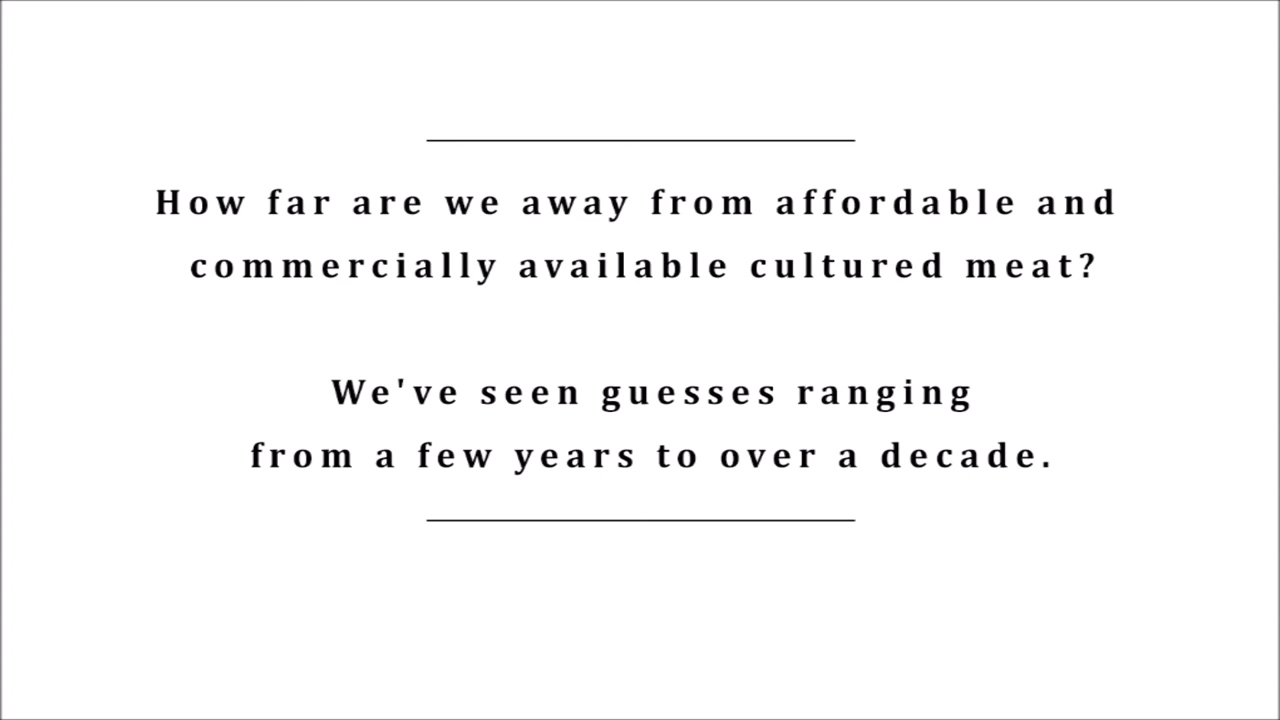 How far are we away from affordable and
commercially available cultured meat?
We've seen guesses ranging
from a few years to over a decade.